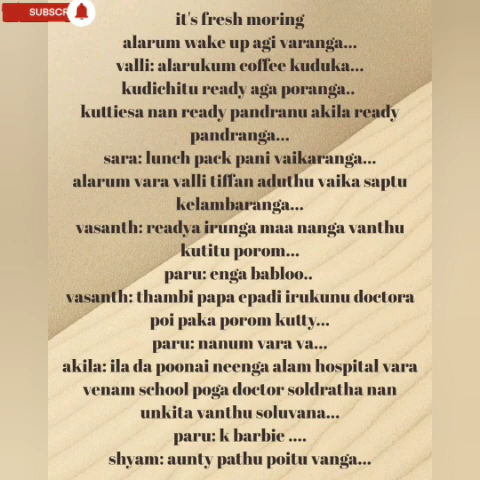 SUBSCR
it's fresh moring
alarum wake up agi varanga...
valli: alarukum coffee kuduka...
kudichitu ready aga poranga..
kuttiesa nan ready pandranu akila ready
pandranga...
sara: lunch pack pani vaikaranga...
alarum vara valli tiffan aduthu vaika saptu
kelambaranga...
vasanth: readya irunga maa nanga vanthu
kutitu porom...
paru: enga babloo..
vasanth: thambi papa epadi irukunu doctora
poi paka porom kutty...
paru: nanum vara va...
akila: ila da poonai neenga alam hospital vara
venam school poga doctor soldratha nan
unkita vanthu soluvana...
paru: k barbie ....
shyam: aunty pathu poitu vanga...